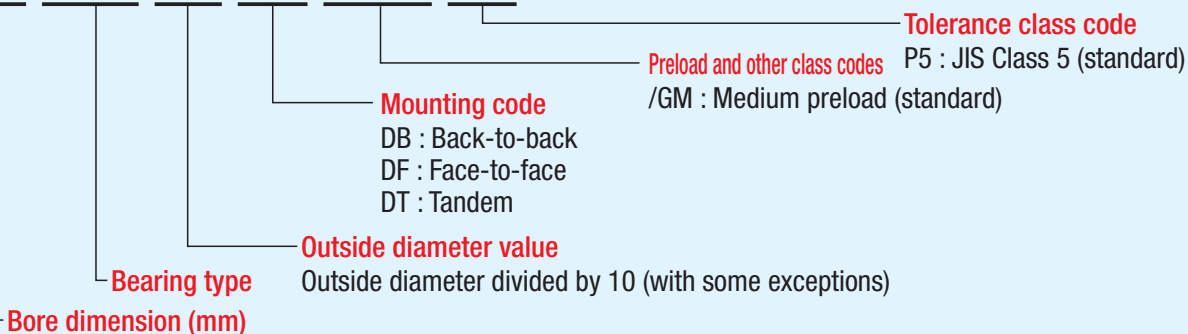 Tolerance class code
P5 : JIS Class 5 (standard)
Preload and other class codes
/GM : Medium preload (standard)
Mounting code
DB : Back-to-back
DF : Face-to-face
DT : Tandem
Outside diameter value
Outside diameter divided by 10 (with some exceptions)
Bearing type
Bore dimension (mm)